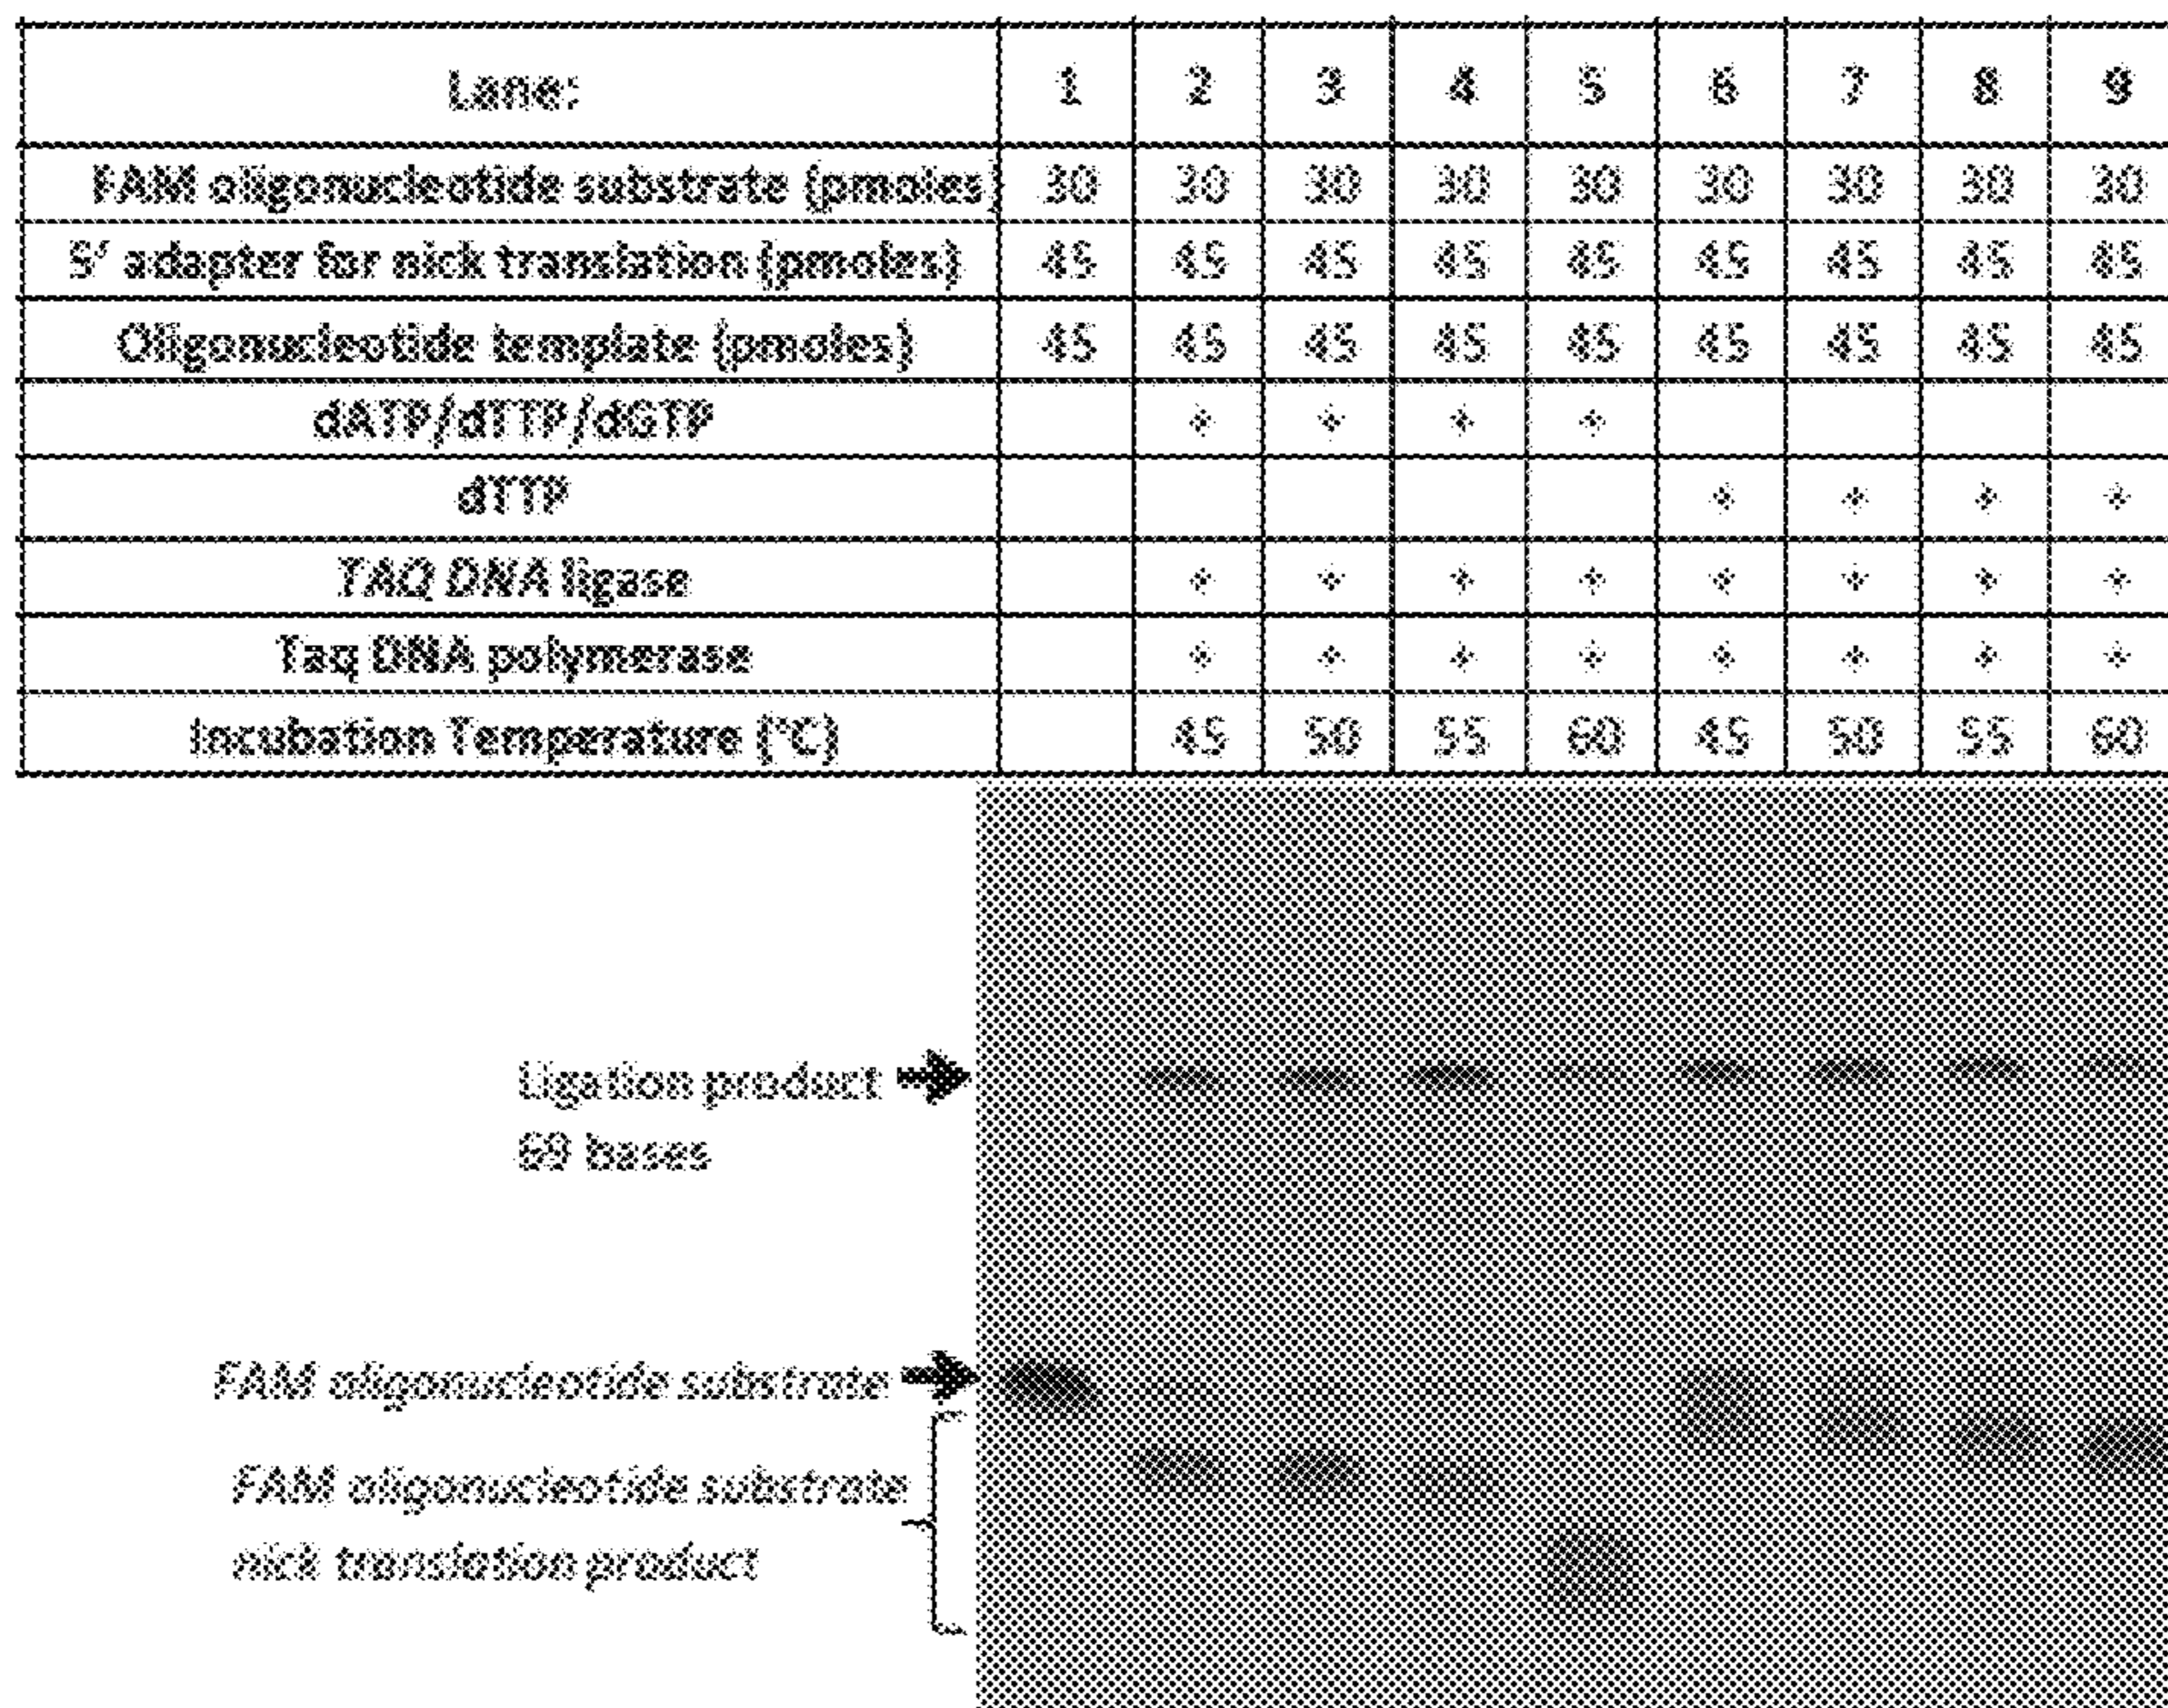 Lane: 1 2 3 4 5 6 7 8 9
FAM oligonucleotide substrate (pmoles) 30 30 30 30 30 30 30 30 30
5' adapter for nick translation (pmoles) 45 45 45 45 45 45 45 45 45
Oligonucleotide template (pmoles) 45 45 45 45 45 45 45 45 45
dATP/dTTP/dGTP + + + +
dTTP + + + +
TAQ DNA ligase + + + + + + + +
Taq DNA polymerase + + + + + + + +
Incubation Temperature (°C) 45 50 55 60 45 50 55 60
Ligation product
69 bases
FAM oligonucleotide substrate
FAM oligonucleotide substrate
nick translation product